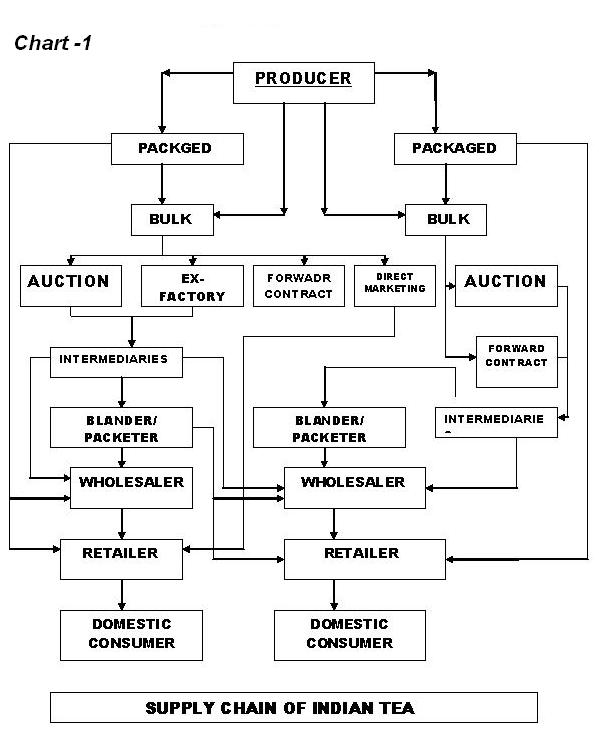 Chart -1
PRODUCER
PACKGED
PACKAGED
BULK
BULK
AUCTION
EX-
FACTORY
FORWADR
CONTRACT
DIRECT
MARKETING
AUCTION
FORWARD
CONTRACT
INTERMEDIARIES
BLANDER/
PACKETER
BLANDER/
PACKETER
INTERMEDIARIE
WHOLESALER
WHOLESALER
RETAILER
RETAILER
DOMESTIC
CONSUMER
DOMESTIC
CONSUMER
SUPPLY CHAIN OF INDIAN TEA